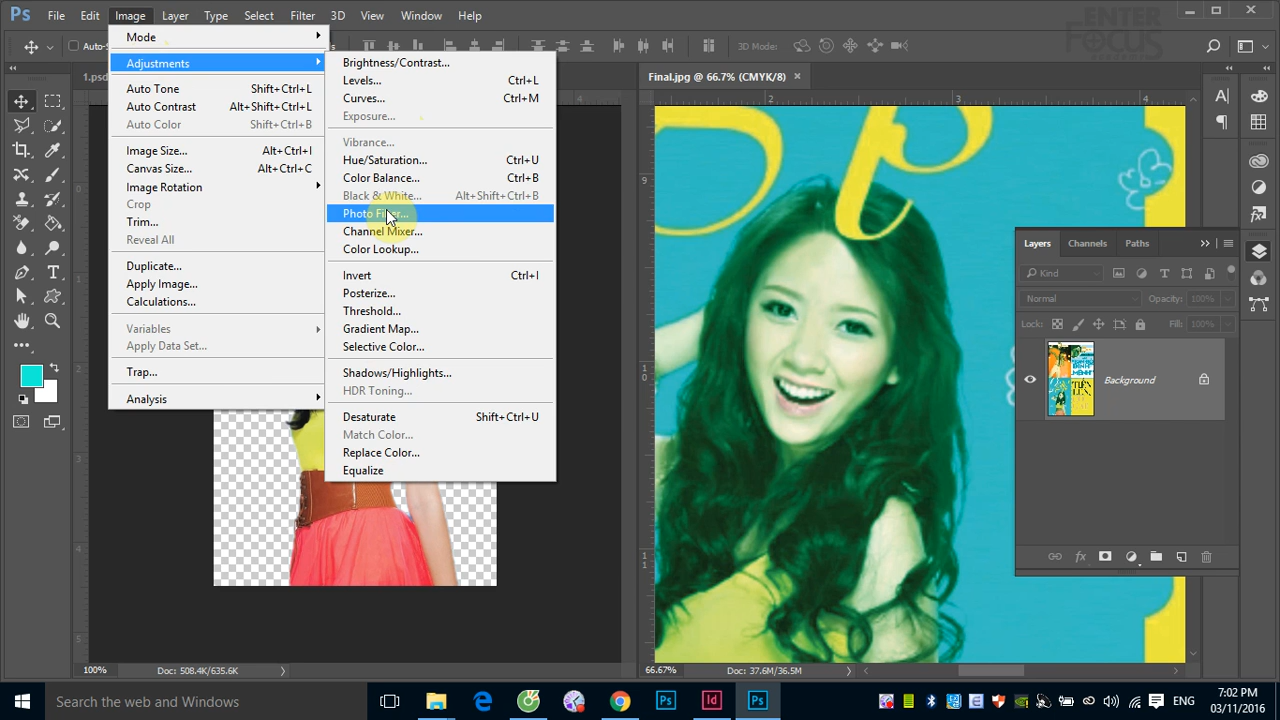 Ps File Edit Image Layer Type Select Filter 3D View Window Help
ENTER
FOCUS
Mode
Adjustments
Auto Tone Shift+Ctrl+L
Auto Contrast Alt+Shift+Ctrl+L
Auto Color Shift+Ctrl+B
Image Size... Alt+Ctrl+I
Canvas Size... Alt+Ctrl+C
Image Rotation
Crop
Trim...
Reveal All
Duplicate...
Apply Image...
Calculations...
Variables
Apply Data Set...
Trap...
Analysis
Brightness/Contrast...
Levels... Ctrl+L
Curves... Ctrl+M
Exposure...
Vibrance...
Hue/Saturation... Ctrl+U
Color Balance... Ctrl+B
Black & White... Alt+Shift+Ctrl+B
Photo Filter...
Channel Mixer...
Color Lookup...
Invert Ctrl+I
Posterize...
Threshold...
Gradient Map...
Selective Color...
Shadows/Highlights...
HDR Toning...
Desaturate Shift+Ctrl+U
Match Color...
Replace Color...
Equalize
3D Mode:
1.psd
Final.jpg @ 66.7% (CMYK/8) ×
Layers Channels Paths
Kind
Normal Opacity: 100%
Lock: Fill: 100%
Background
100% Doc: 508.4K/635.6K
66.67% Doc: 37.6M/36.5M
Search the web and Windows
ENG
7:02 PM
03/11/2016